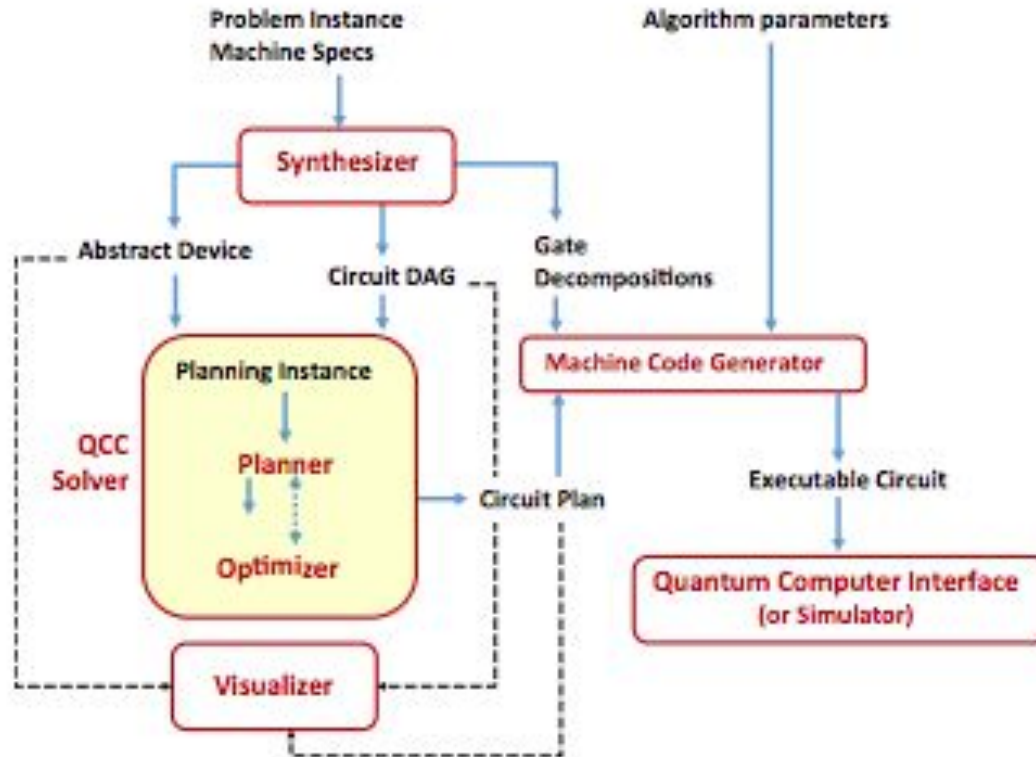 Problem Instance
Machine Specs
Algorithm parameters
Synthesizer
Abstract Device
Circuit DAG
Gate
Decompositions
Planning Instance
Machine Code Generator
QCC
Solver
Planner
Circuit Plan
Executable Circuit
Optimizer
Quantum Computer Interface
(or Simulator)
Visualizer